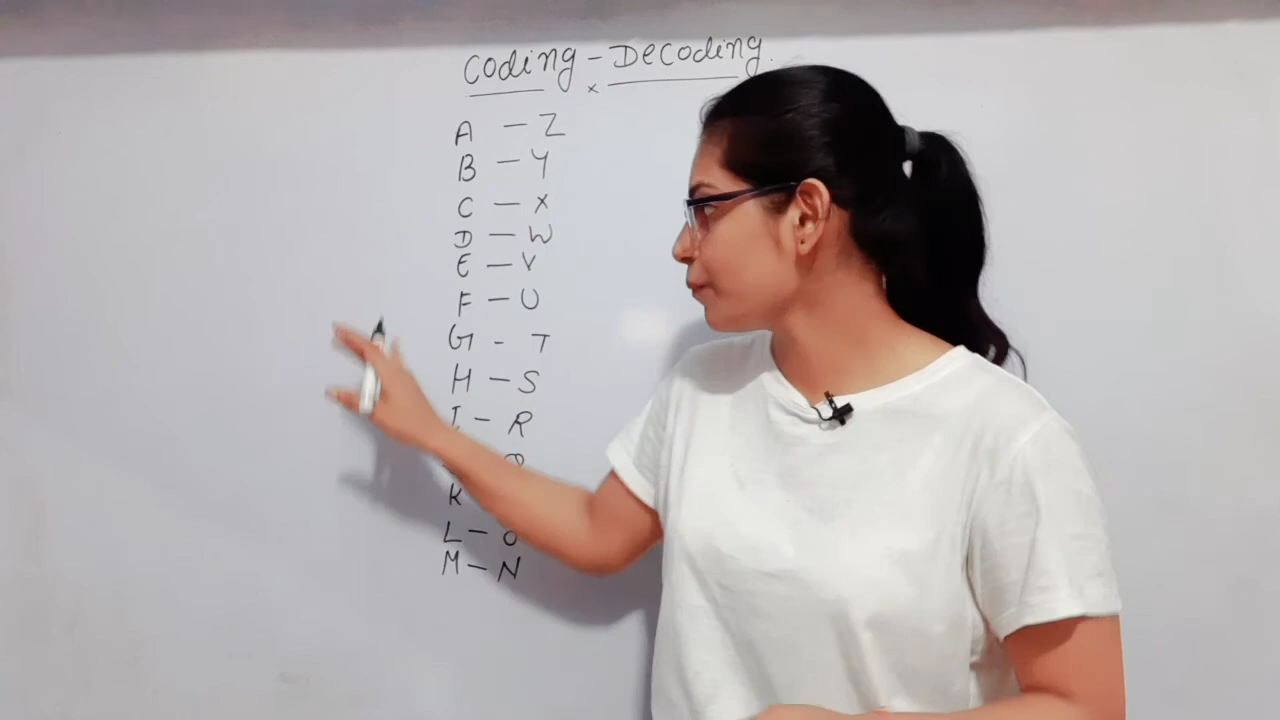 Coding - Decoding.
x
A - Z
B - Y
C - X
D - W
E - V
F - U
G - T
H - S
I - R
K
L - O
M - N